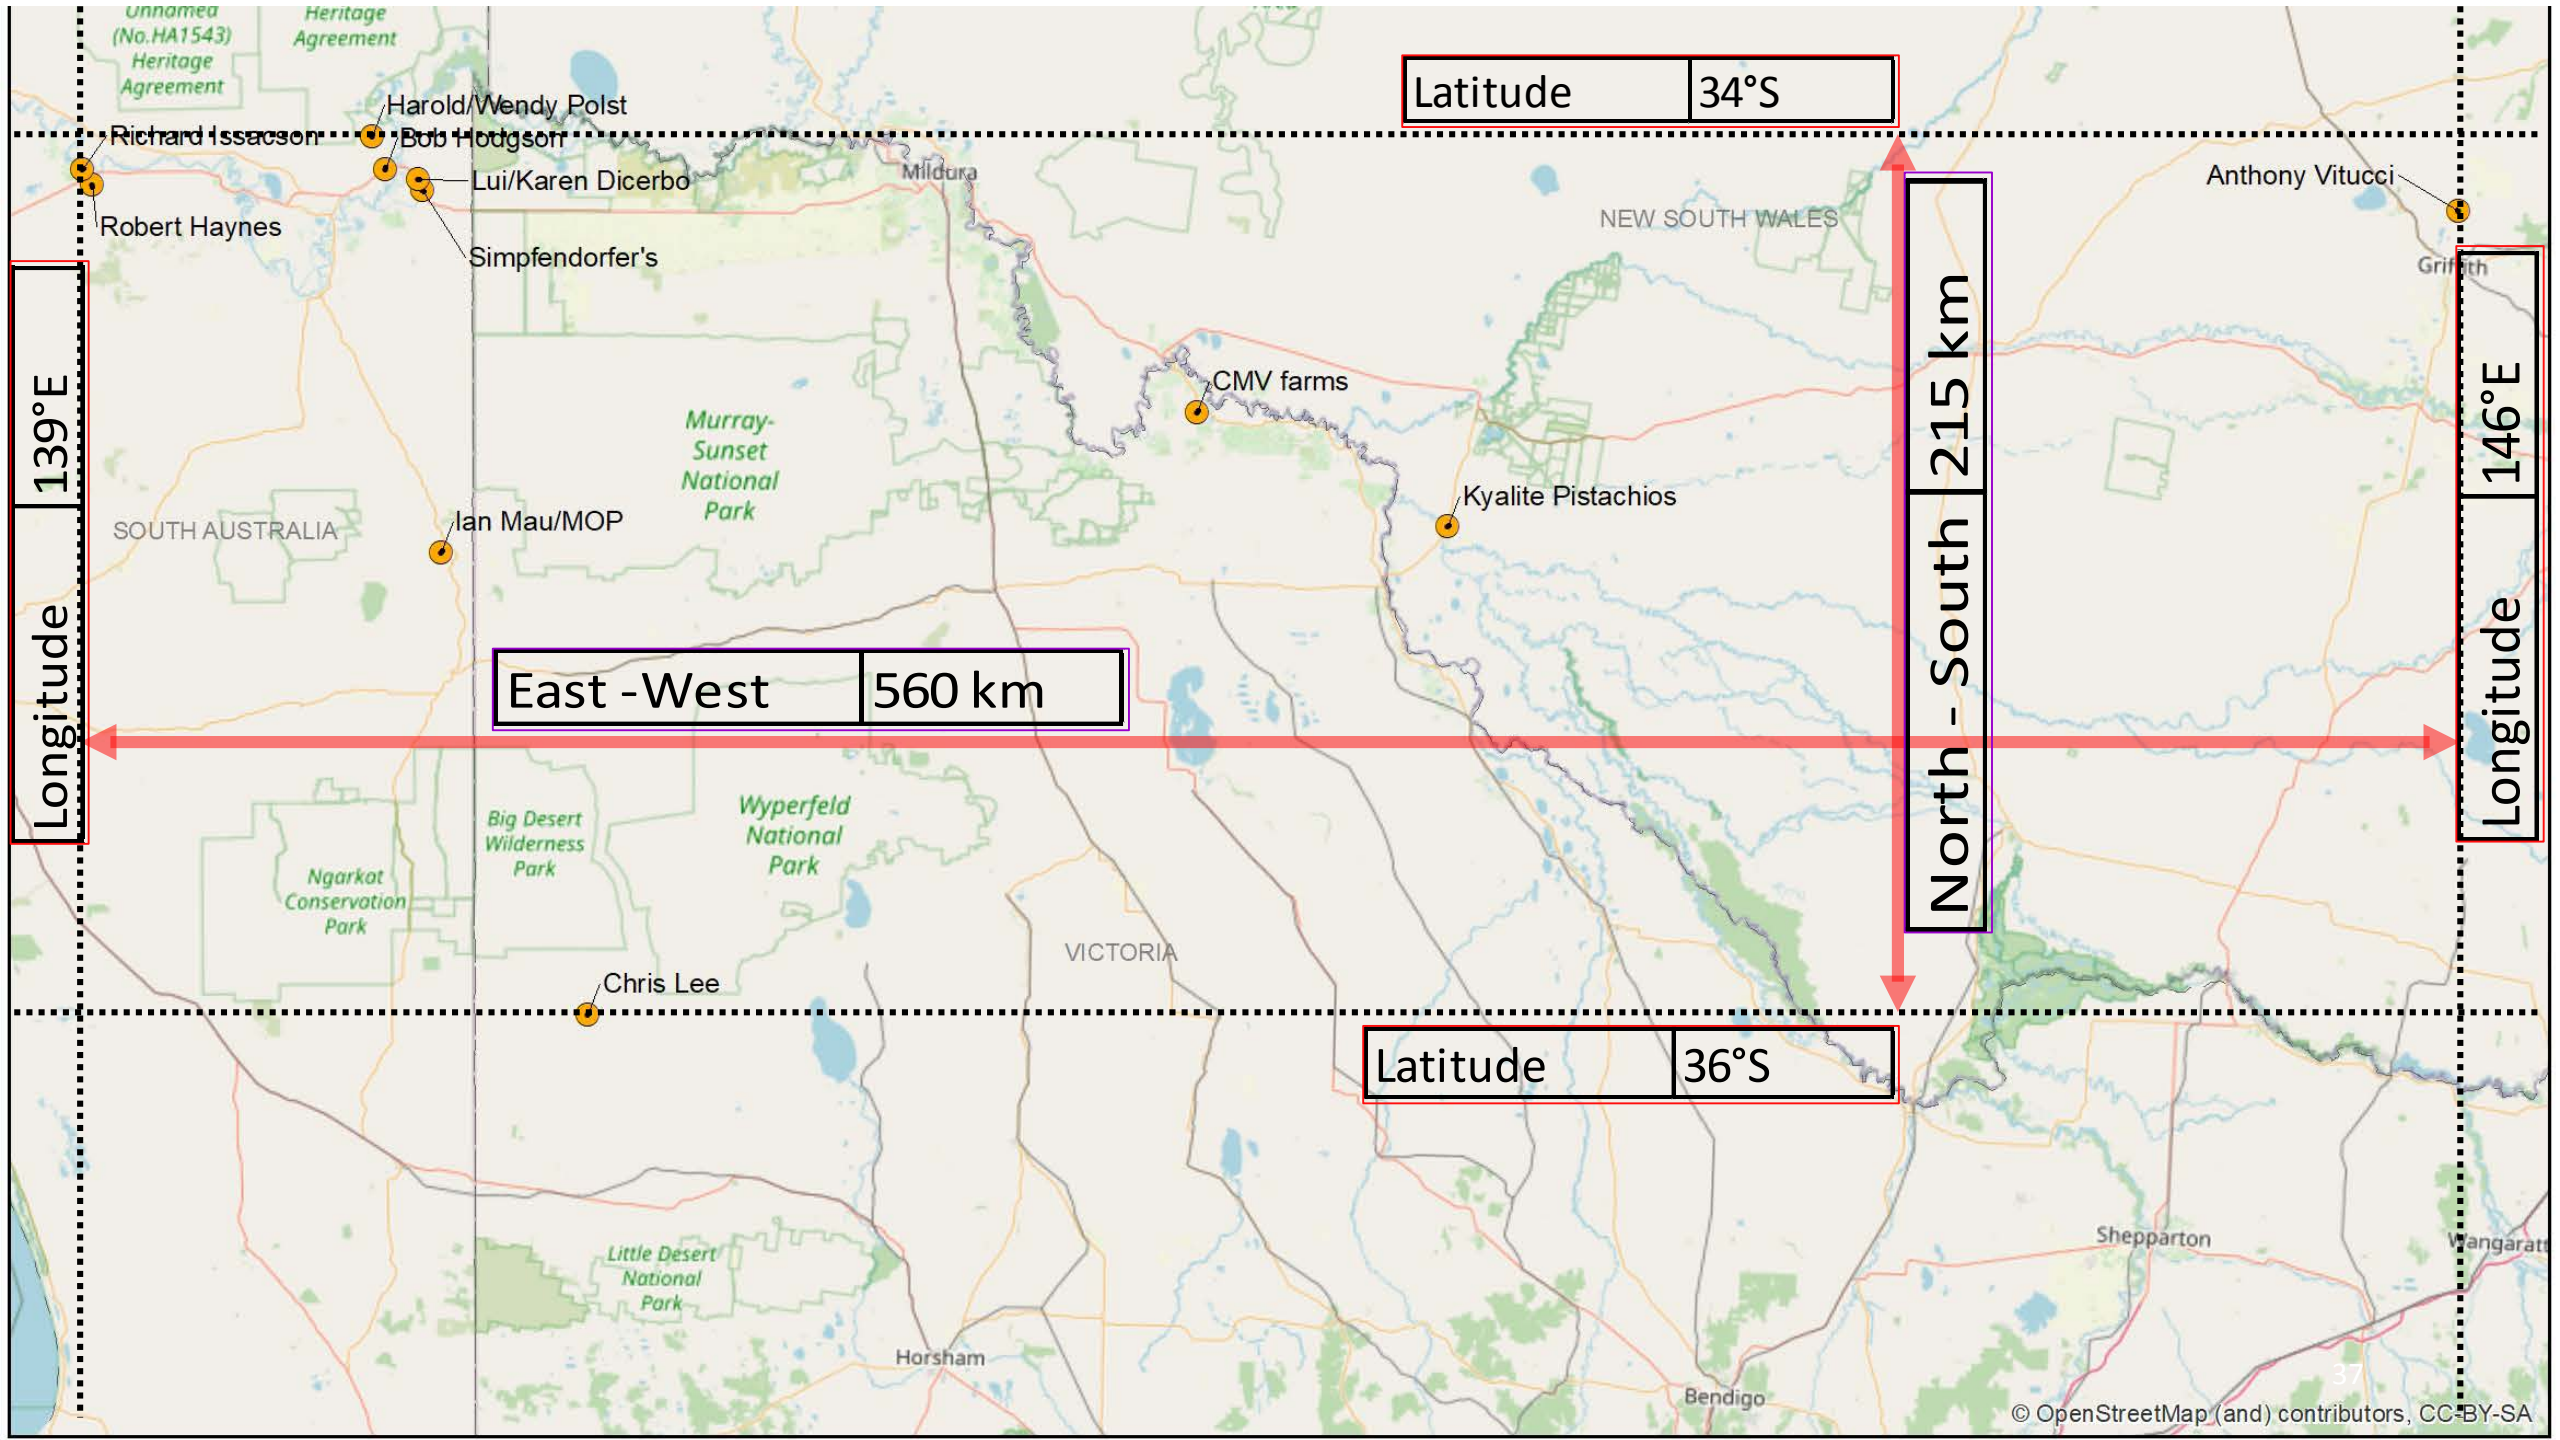 Unnamed
(No.HA1543)
Heritage
Agreement
Heritage
Agreement
Latitude 34°S
Harold/Wendy Polst
Richard Issacson
Bob Hodgson
Mildura
Lui/Karen Dicerbo
Anthony Vitucci
Robert Haynes
NEW SOUTH WALES
Simpfendorfer's
Griffith
Longitude 139°E
North - South 215 km
Longitude 146°E
CMV farms
Murray-
Sunset
National
Park
Kyalite Pistachios
SOUTH AUSTRALIA
Ian Mau/MOP
East -West 560 km
Big Desert
Wilderness
Park
Wyperfeld
National
Park
Ngarkat
Conservation
Park
VICTORIA
Chris Lee
Latitude 36°S
Shepparton
Wangaratt
Little Desert
National
Park
Horsham
Bendigo
37
© OpenStreetMap (and) contributors, CC-BY-SA